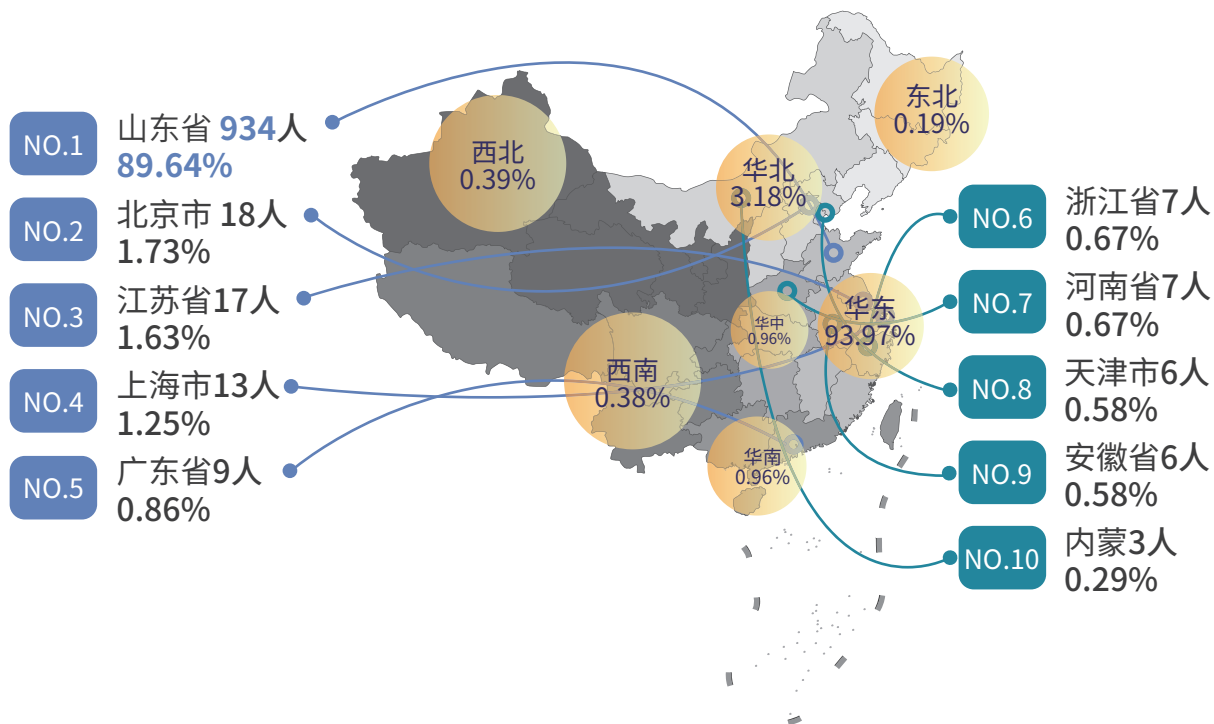 NO.1
山东省 934人
89.64%
NO.2
北京市 18人
1.73%
NO.3
江苏省17人
1.63%
NO.4
上海市13人
1.25%
NO.5
广东省9人
0.86%
西北
0.39%
东北
0.19%
华北
3.18%
华中
0.96%
华东
93.97%
西南
0.38%
华南
0.96%
NO.6
浙江省7人
0.67%
NO.7
河南省7人
0.67%
NO.8
天津市6人
0.58%
NO.9
安徽省6人
0.58%
NO.10
内蒙3人
0.29%